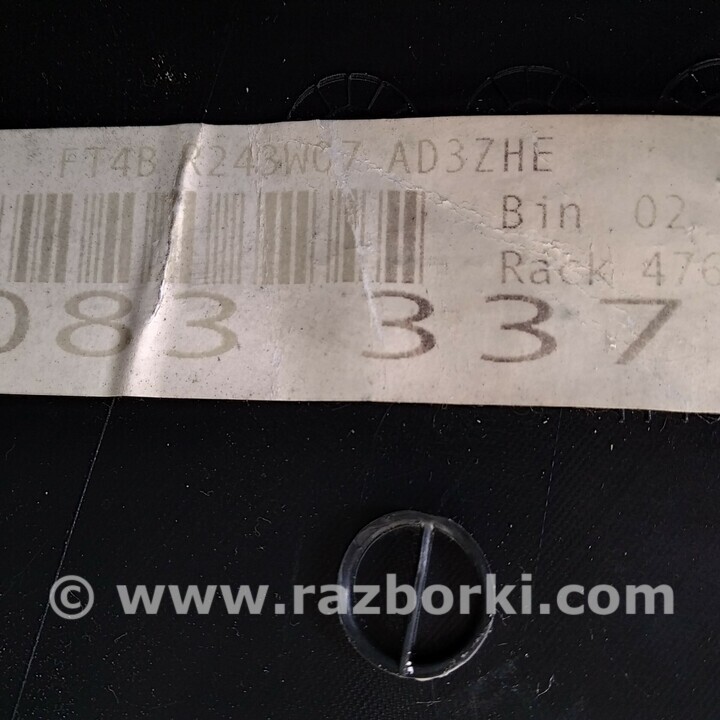 FT4B R243W07 AD3ZHE
Bin 02
Rack 476
083 337
© www.razborki.com